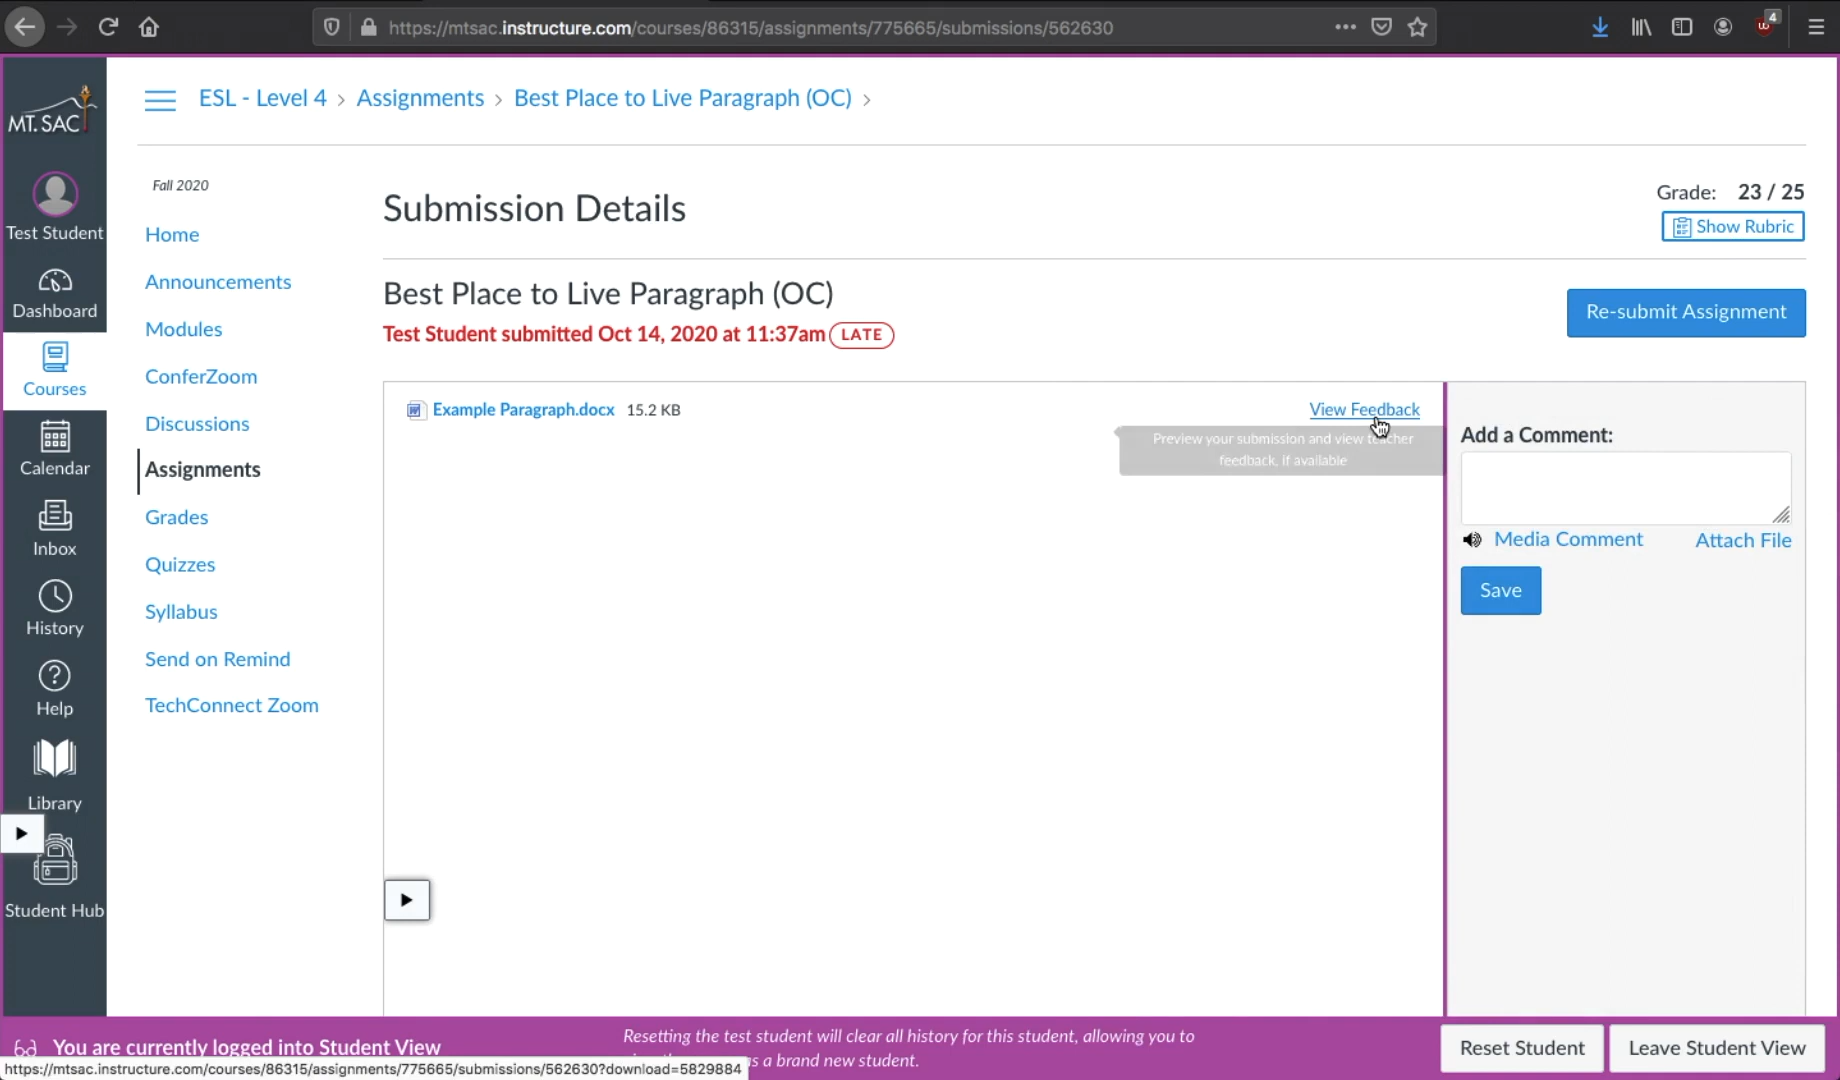 https://mtsac.instructure.com/courses/86315/assignments/775665/submissions/562630
4
MT. SAC
ESL - Level 4 > Assignments > Best Place to Live Paragraph (OC) >
Test Student
Dashboard
Courses
Calendar
Inbox
History
Help
Library
Student Hub
Fall 2020
Home
Announcements
Modules
ConferZoom
Discussions
Assignments
Grades
Quizzes
Syllabus
Send on Remind
TechConnect Zoom
Submission Details
Grade: 23 / 25
Show Rubric
Best Place to Live Paragraph (OC)
Test Student submitted Oct 14, 2020 at 11:37am LATE
Re-submit Assignment
Example Paragraph.docx 15.2 KB
View Feedback
Preview your submission and view teacher
feedback, if available
Add a Comment:
Media Comment
Attach File
Save
You are currently logged into Student View
Resetting the test student will clear all history for this student, allowing you to
as a brand new student.
Reset Student
Leave Student View
https://mtsac.instructure.com/courses/86315/assignments/775665/submissions/562630?download=5829884